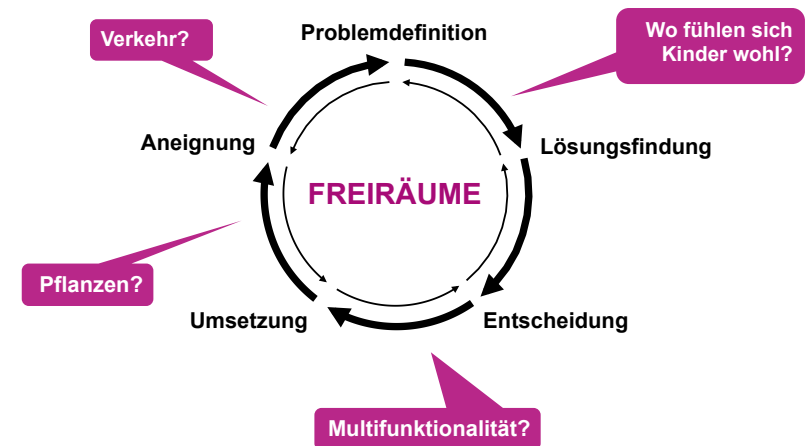 Problemdefinition
Verkehr?
Wo fühlen sich
Kinder wohl?
Aneignung
Lösungsfindung
FREIRÄUME
Pflanzen?
Umsetzung
Entscheidung
Multifunktionalität?